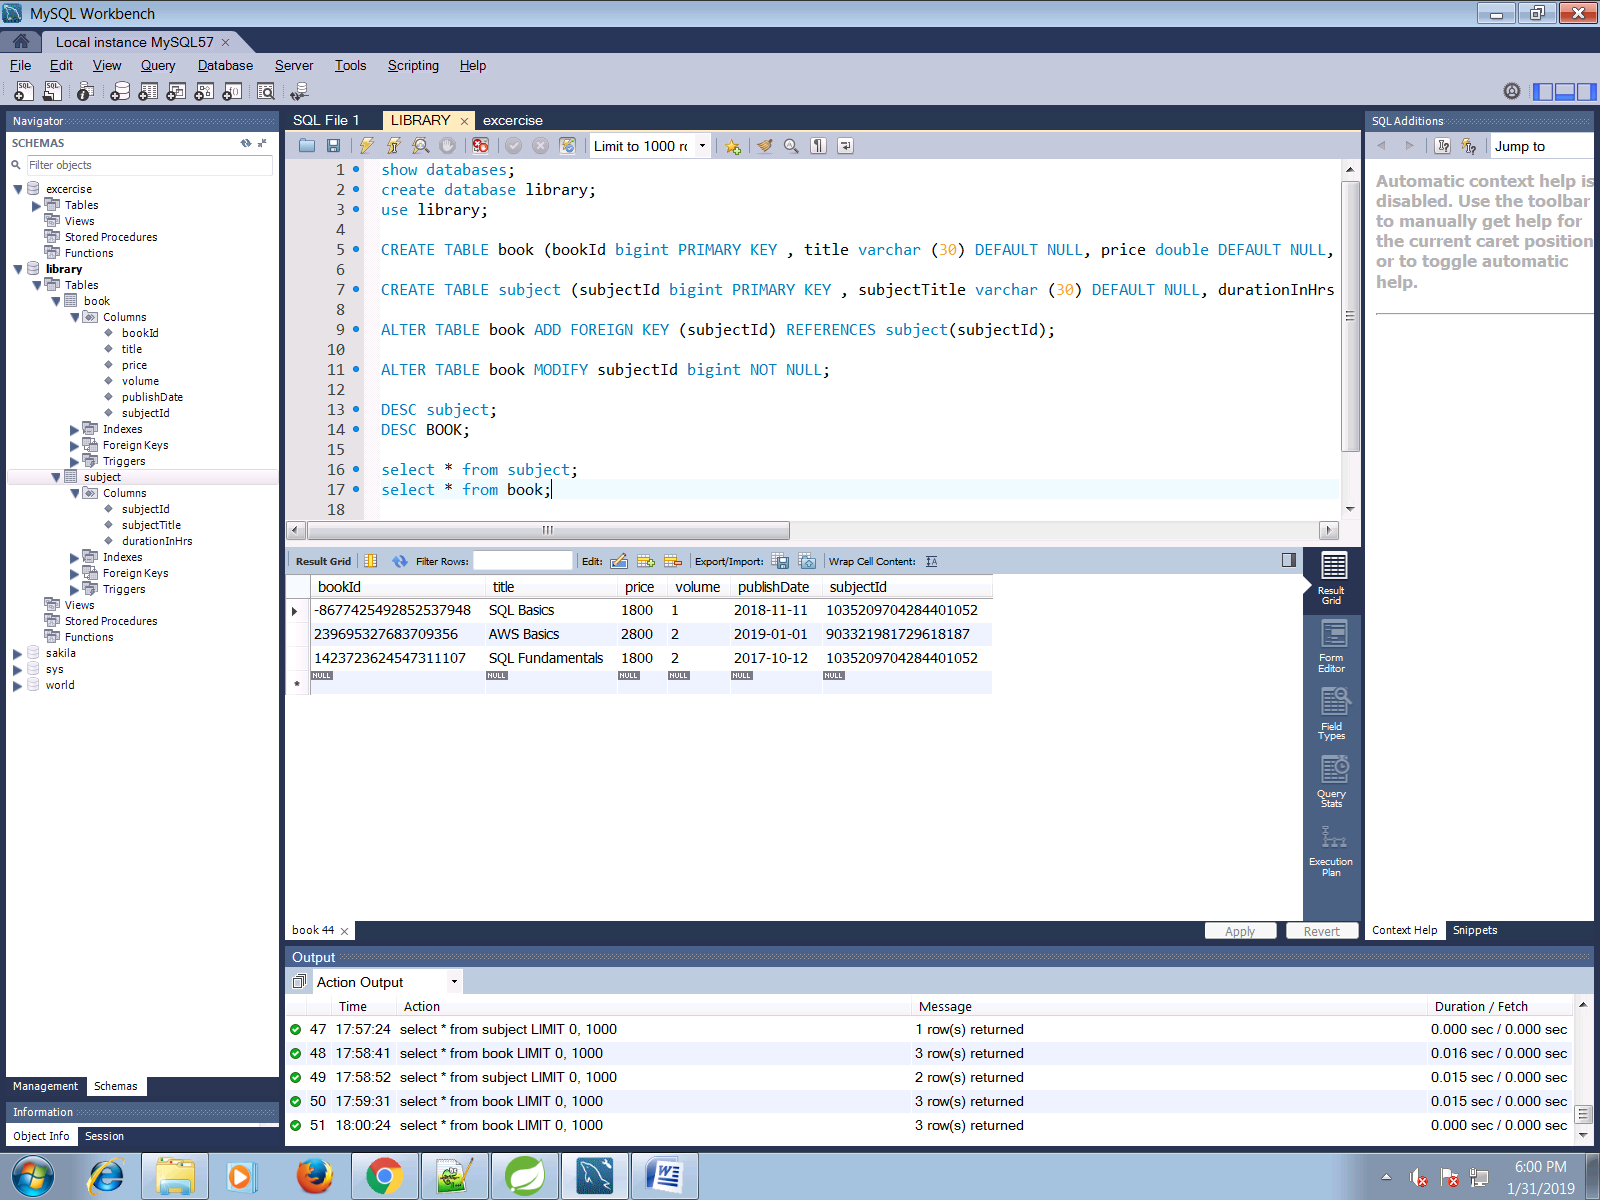 MySQL Workbench
Local instance MySQL57
File Edit View Query Database Server Tools Scripting Help
Navigator
SCHEMAS
Filter objects
excercise
Tables
Views
Stored Procedures
Functions
library
Tables
book
Columns
bookId
title
price
volume
publishDate
subjectId
Indexes
Foreign Keys
Triggers
subject
Columns
subjectId
subjectTitle
durationInHrs
Indexes
Foreign Keys
Triggers
Views
Stored Procedures
Functions
sakila
sys
world
Management Schemas
Information
Object Info Session
SQL File 1 LIBRARY excercise
Limit to 1000 rc
1 show databases;
2 create database library;
3 use library;
4
5 CREATE TABLE book (bookId bigint PRIMARY KEY , title varchar (30) DEFAULT NULL, price double DEFAULT NULL,
6
7 CREATE TABLE subject (subjectId bigint PRIMARY KEY , subjectTitle varchar (30) DEFAULT NULL, durationInHrs
8
9 ALTER TABLE book ADD FOREIGN KEY (subjectId) REFERENCES subject(subjectId);
10
11 ALTER TABLE book MODIFY subjectId bigint NOT NULL;
12
13 DESC subject;
14 DESC BOOK;
15
16 select * from subject;
17 select * from book;
18
Result Grid Filter Rows: Edit: Export/Import: Wrap Cell Content:
bookId title price volume publishDate subjectId
-8677425492852537948 SQL Basics 1800 1 2018-11-11 1035209704284401052
239695327683709356 AWS Basics 2800 2 2019-01-01 903321981729618187
1423723624547311107 SQL Fundamentals 1800 2 2017-10-12 1035209704284401052
* NULL NULL NULL NULL NULL NULL
Result Grid
Form Editor
Field Types
Query Stats
Execution Plan
book 44
Apply Revert
SQL Additions
Jump to
Automatic context help is
disabled. Use the toolbar
to manually get help for
the current caret position
or to toggle automatic
help.
Context Help Snippets
Output
Action Output
Time Action Message Duration / Fetch
47 17:57:24 select * from subject LIMIT 0, 1000 1 row(s) returned 0.000 sec / 0.000 sec
48 17:58:41 select * from book LIMIT 0, 1000 3 row(s) returned 0.016 sec / 0.000 sec
49 17:58:52 select * from subject LIMIT 0, 1000 2 row(s) returned 0.015 sec / 0.000 sec
50 17:59:31 select * from book LIMIT 0, 1000 3 row(s) returned 0.015 sec / 0.000 sec
51 18:00:24 select * from book LIMIT 0, 1000 3 row(s) returned 0.000 sec / 0.000 sec
6:00 PM
1/31/2019